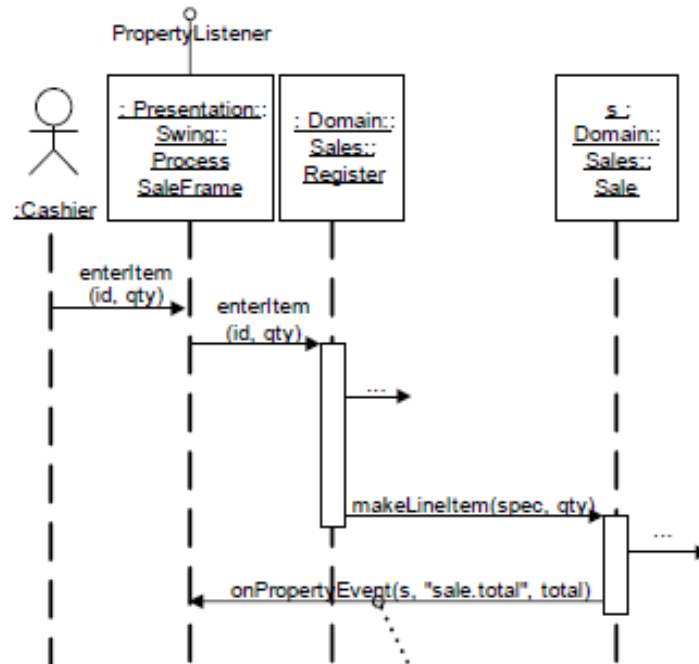 PropertyListener
: Presentation::
Swing::
Process
SaleFrame
: Domain::
Sales::
Register
s :
Domain::
Sales::
Sale
:Cashier
enterItem
(id, qty)
enterItem
(id, qty)
...
makeLineItem(spec, qty)
...
onPropertyEvent(s, "sale.total", total)